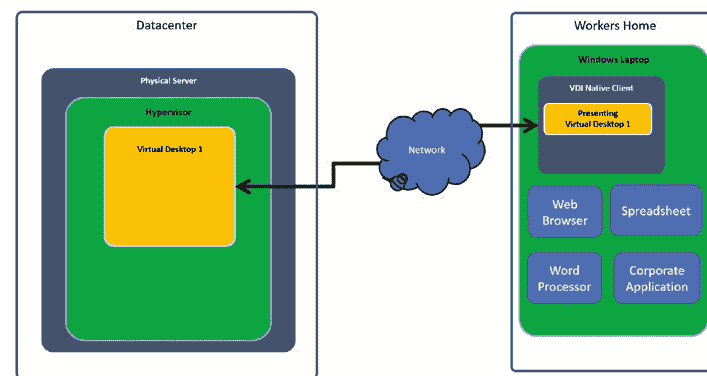 Datacenter
Physical Server
Hypervisor
Virtual Desktop 1
Network
Workers Home
Windows Laptop
VDI Native Client
Presenting
Virtual Desktop 1
Web
Browser
Spreadsheet
Word
Processor
Corporate
Application